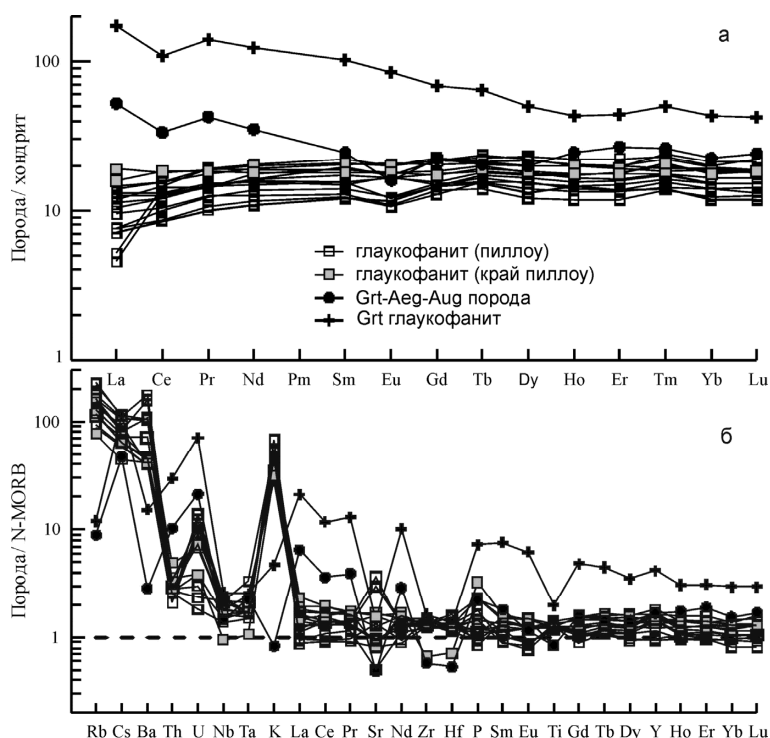 а
100
10
1
Порода/ хондрит
глаукофанит (пиллоу)
глаукофанит (край пиллоу)
Grt-Aeg-Aug порода
Grt глаукофанит
La Ce Pr Nd Pm Sm Eu Gd Tb Dy Ho Er Tm Yb Lu
б
100
10
1
Порода/ N-MORB
Rb Cs Ba Th U Nb Ta K La Ce Pr Sr Nd Zr Hf P Sm Eu Ti Gd Tb Dy Y Ho Er Yb Lu